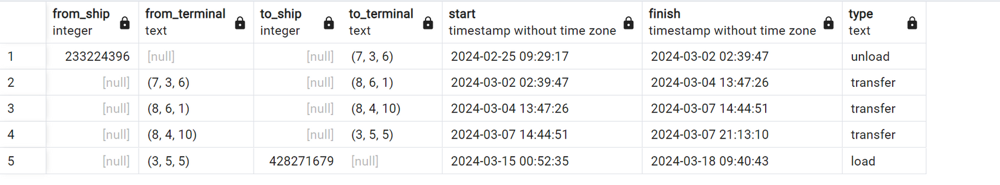 from_ship from_terminal to_ship to_terminal start finish type
integer text integer text timestamp without time zone timestamp without time zone text
1 233224396 [null] [null] (7, 3, 6) 2024-02-25 09:29:17 2024-03-02 02:39:47 unload
2 [null] (7, 3, 6) [null] (8, 6, 1) 2024-03-02 02:39:47 2024-03-04 13:47:26 transfer
3 [null] (8, 6, 1) [null] (8, 4, 10) 2024-03-04 13:47:26 2024-03-07 14:44:51 transfer
4 [null] (8, 4, 10) [null] (3, 5, 5) 2024-03-07 14:44:51 2024-03-07 21:13:10 transfer
5 [null] (3, 5, 5) 428271679 [null] 2024-03-15 00:52:35 2024-03-18 09:40:43 load